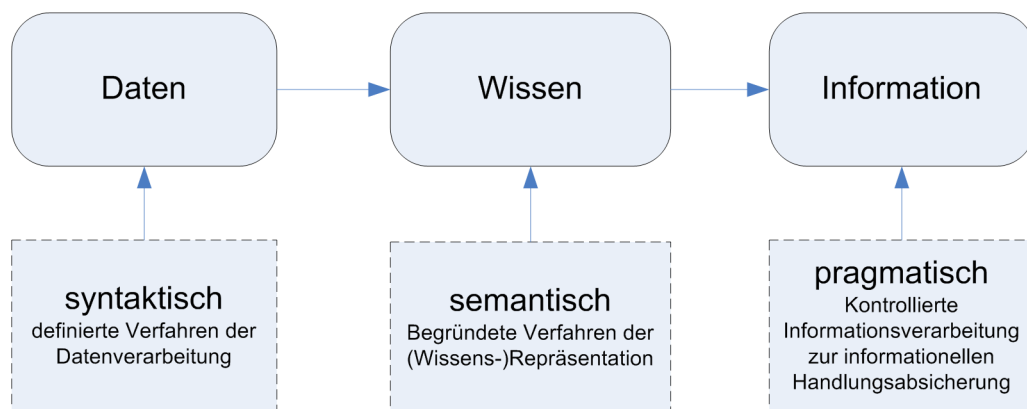 Daten
Wissen
Information
syntaktisch
definierte Verfahren der
Datenverarbeitung
semantisch
Begründete Verfahren der
(Wissens-)Repräsentation
pragmatisch
Kontrollierte
Informationsverarbeitung
zur informationellen
Handlungsabsicherung